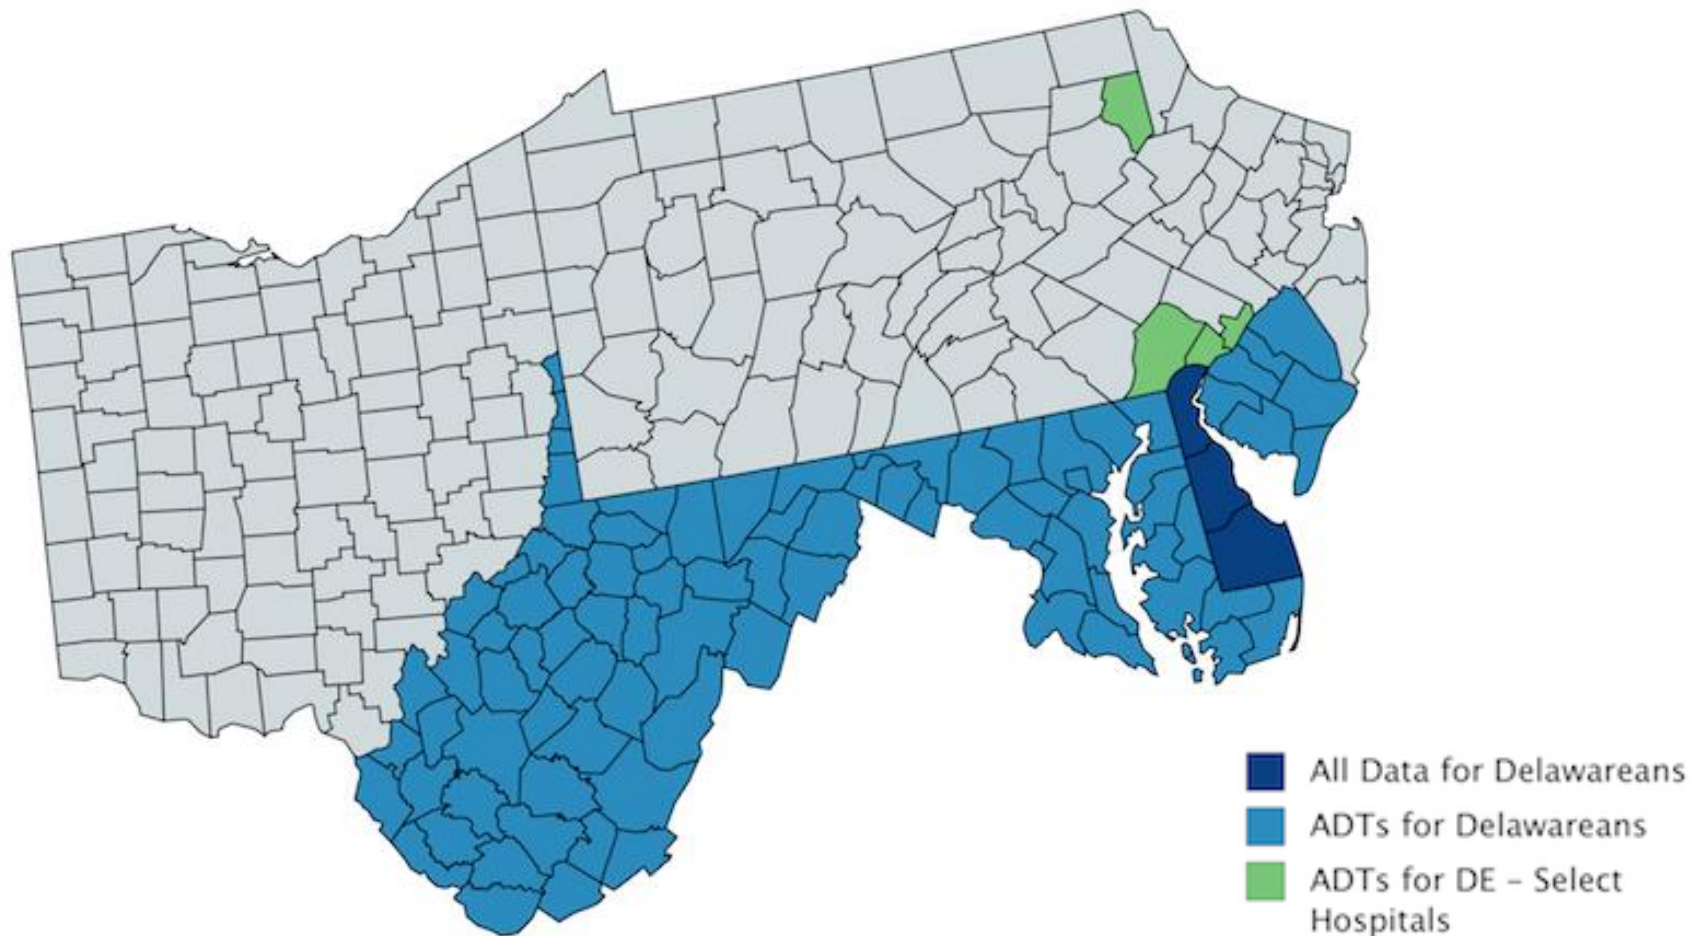 All Data for Delawareans
ADTs for Delawareans
ADTs for DE – Select
Hospitals